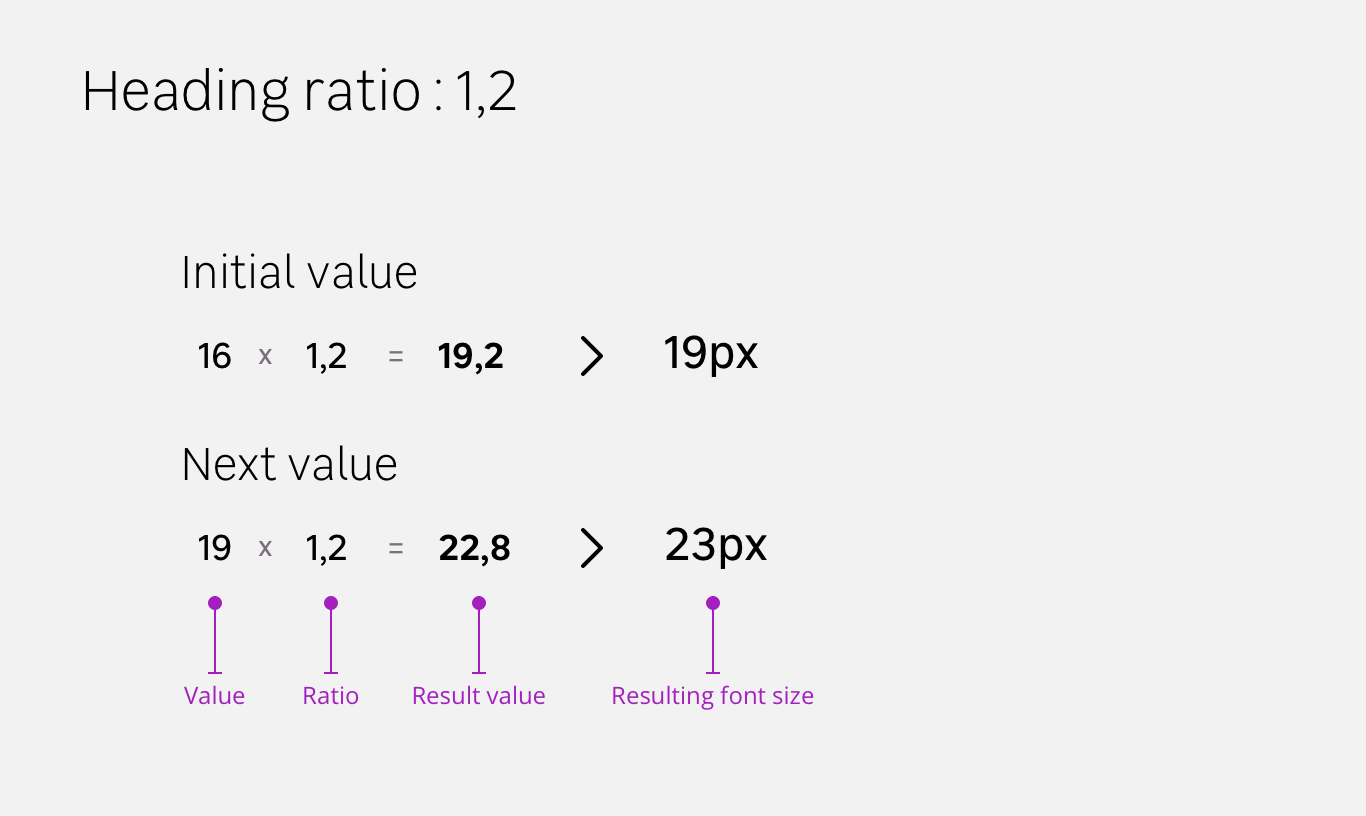 Heading ratio : 1,2
Initial value
16 x 1,2 = 19,2 > 19px
Next value
19 x 1,2 = 22,8 > 23px
Value Ratio Result value Resulting font size